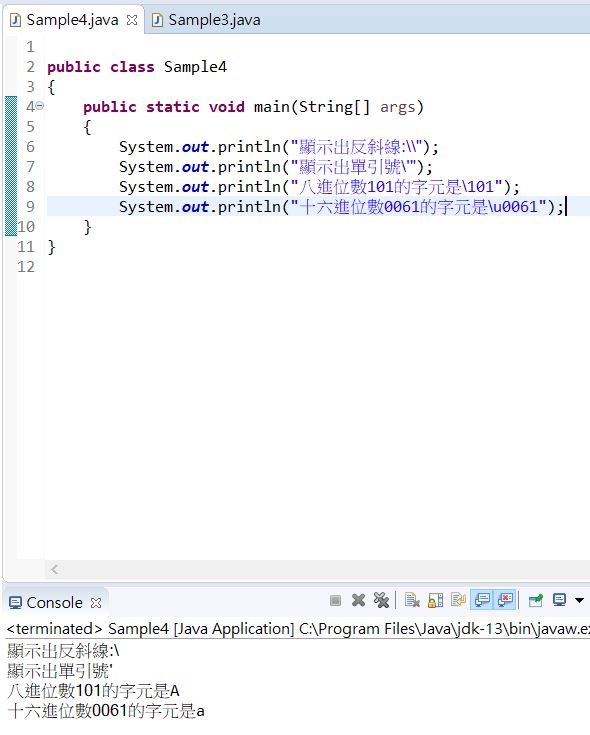 Sample4.java Sample3.java
1
2 public class Sample4
3 {
4 public static void main(String[] args)
5 {
6 System.out.println("顯示出反斜線:\\");
7 System.out.println("顯示出單引號\'");
8 System.out.println("八進位數101的字元是\101");
9 System.out.println("十六進位數0061的字元是\u0061");
10 }
11 }
12
Console
<terminated> Sample4 [Java Application] C:\Program Files\Java\jdk-13\bin\javaw.e
顯示出反斜線:\
顯示出單引號'
八進位數101的字元是A
十六進位數0061的字元是a